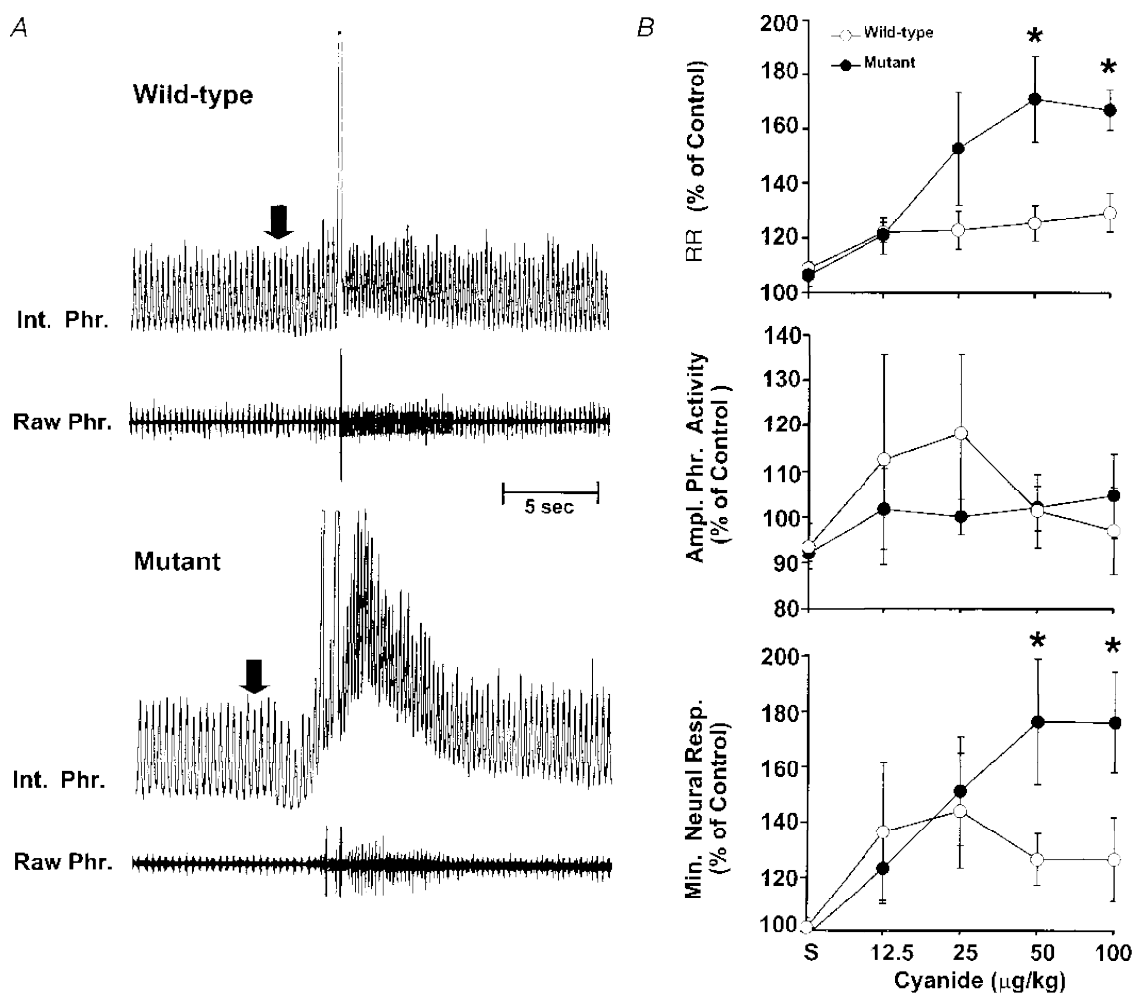 A
Wild-type
Int. Phr.
Raw Phr.
5 sec
Mutant
Int. Phr.
Raw Phr.
B
Wild-type
Mutant
* *
RR (% of Control)
200
180
160
140
120
100
Ampl. Phr. Activity
(% of Control)
140
130
120
110
100
90
80
* *
Min. Neural Resp.
(% of Control)
200
180
160
140
120
100
S 12.5 25 50 100
Cyanide (µg/kg)